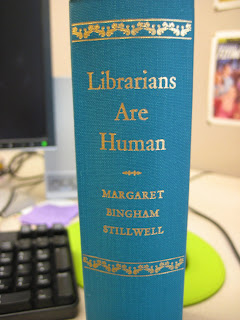 Librarians
Are
Human
MARGARET
BINGHAM
STILLWELL